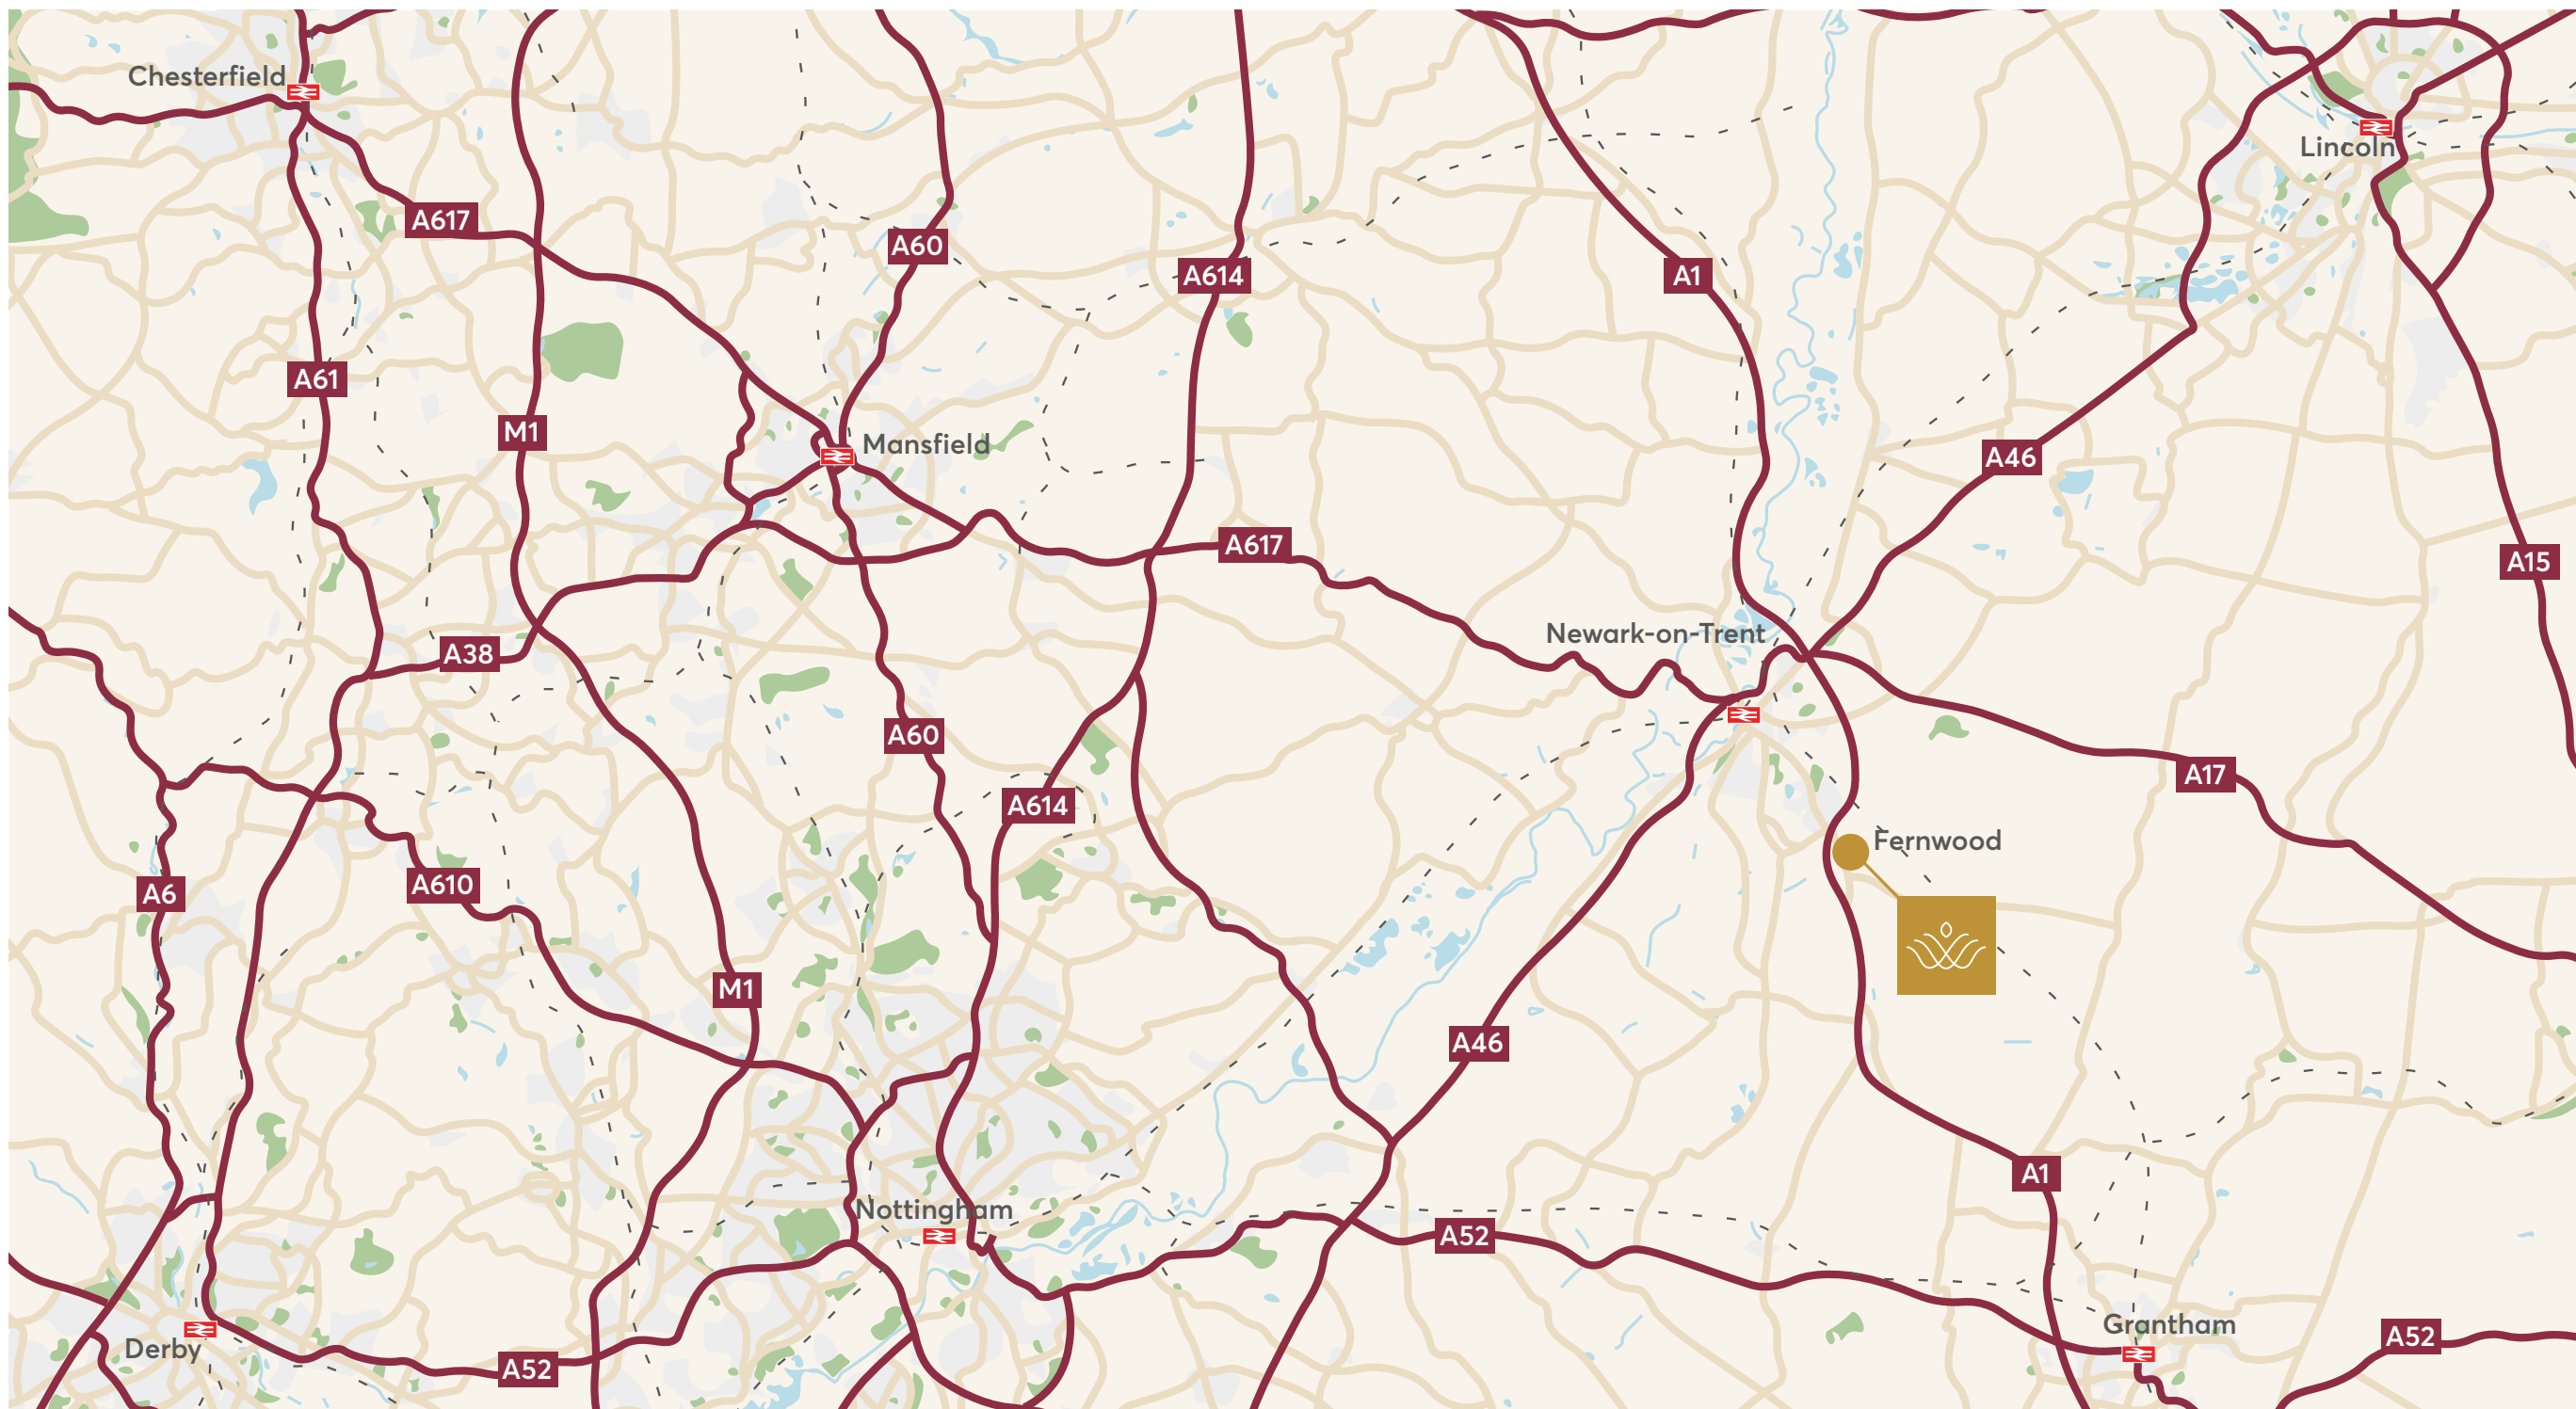 Chesterfield
Lincoln
A617
A60
A614
A1
A61
M1
Mansfield
A46
A617
A15
Newark-on-Trent
A38
A60
A17
A614
Fernwood
A610
A6
M1
A46
A1
Nottingham
A52
Grantham
A52
Derby
A52